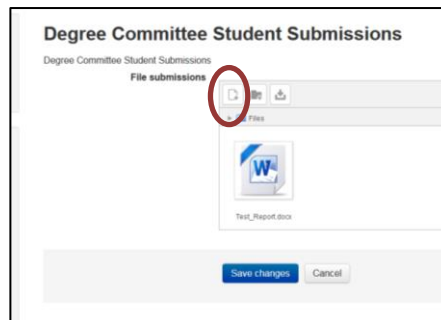 Degree Committee Student Submissions
Degree Committee Student Submissions
File submissions
Files
Test_Report.docx
Save changes
Cancel